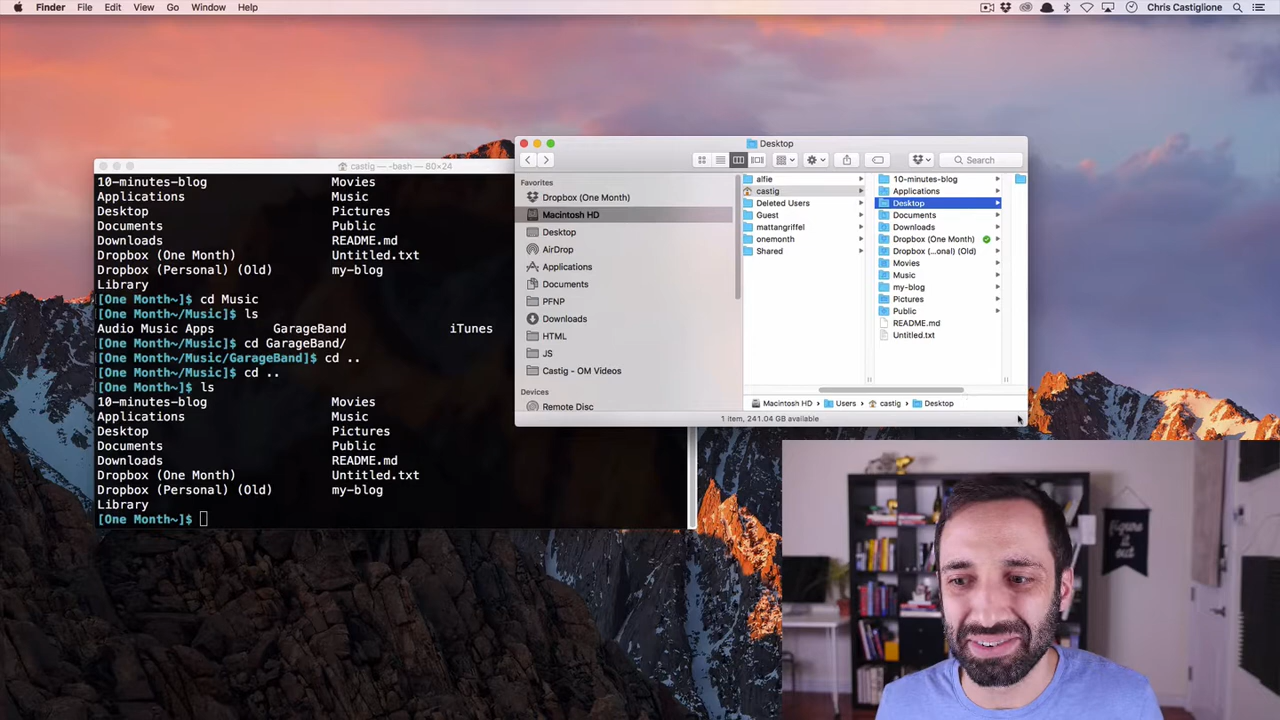 Finder File Edit View Go Window Help Chris Castiglione
castig — -bash — 80×24
10-minutes-blog Movies
Applications Music
Desktop Pictures
Documents Public
Downloads README.md
Dropbox (One Month) Untitled.txt
Dropbox (Personal) (Old) my-blog
Library
[One Month~]$ cd Music
[One Month~/Music]$ ls
Audio Music Apps GarageBand iTunes
[One Month~/Music]$ cd GarageBand/
[One Month~/Music/GarageBand]$ cd ..
[One Month~/Music]$ cd ..
[One Month~]$ ls
10-minutes-blog Movies
Applications Music
Desktop Pictures
Documents Public
Downloads README.md
Dropbox (One Month) Untitled.txt
Dropbox (Personal) (Old) my-blog
Library
[One Month~]$
Desktop
Search
Favorites
Dropbox (One Month)
Macintosh HD
Desktop
AirDrop
Applications
Documents
PFNP
Downloads
HTML
JS
Castig - OM Videos
Devices
Remote Disc
alfie
castig
Deleted Users
Guest
mattangriffel
onemonth
Shared
10-minutes-blog
Applications
Desktop
Documents
Downloads
Dropbox (One Month)
Dropbox (...onal) (Old)
Movies
Music
my-blog
Pictures
Public
README.md
Untitled.txt
Macintosh HD Users castig Desktop
1 item, 241.04 GB available
Figure it out